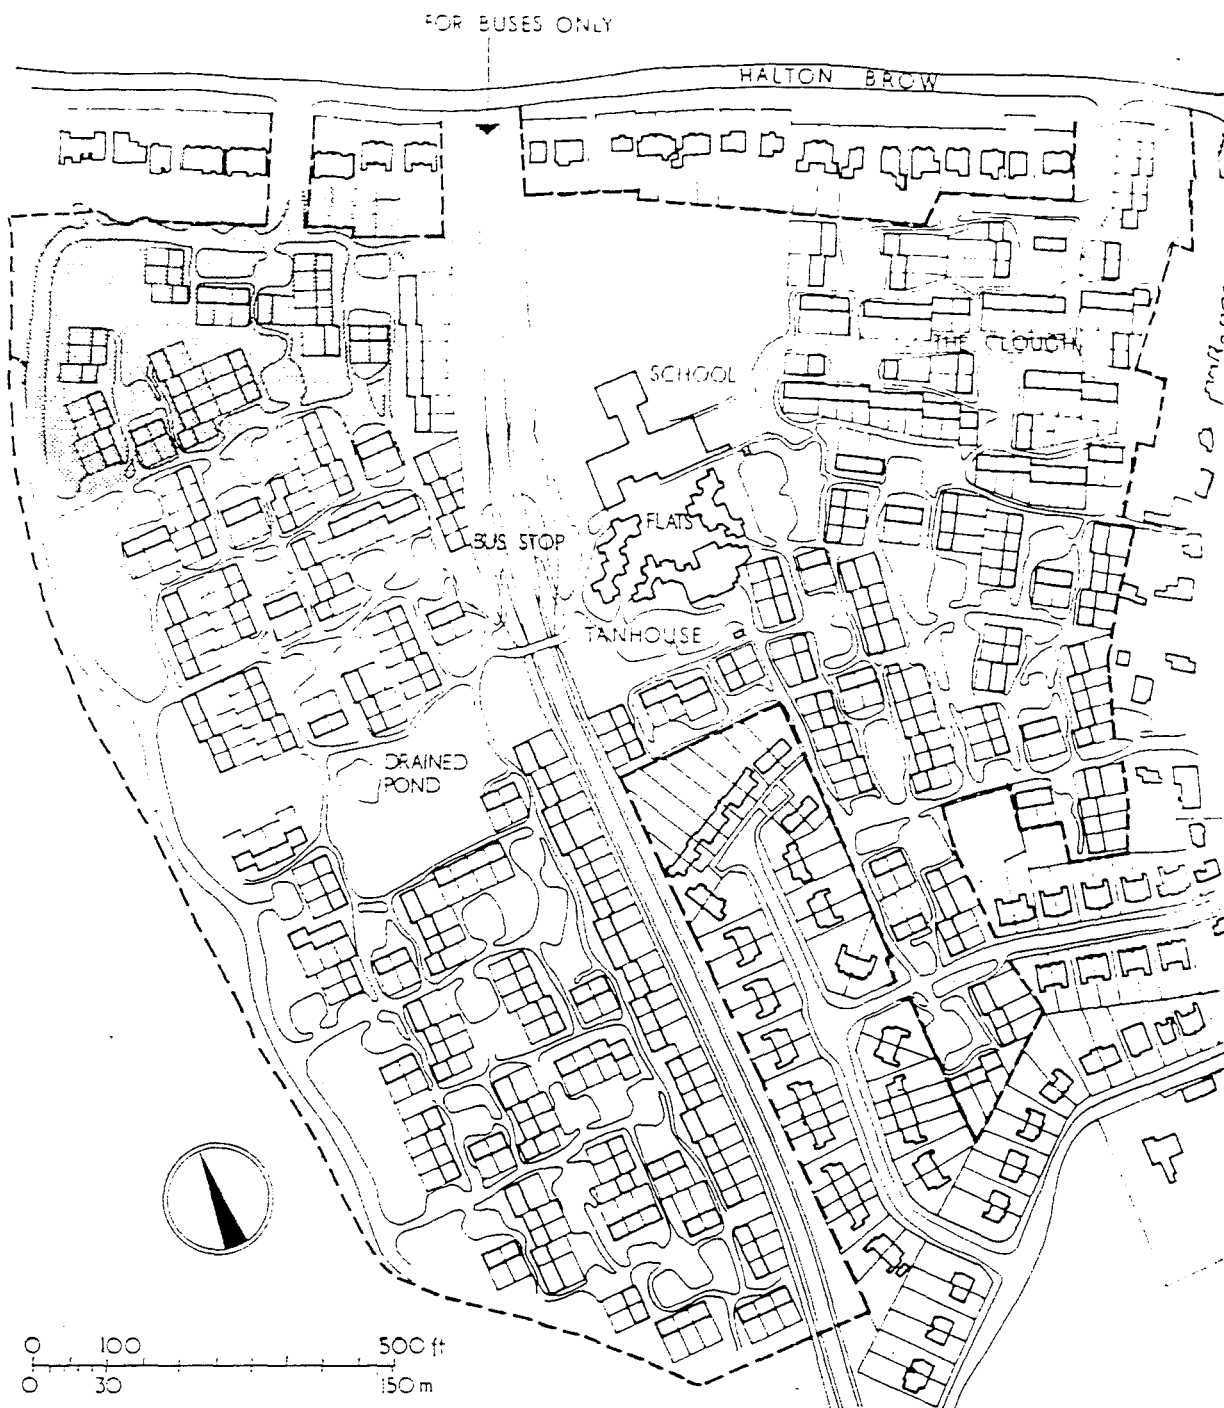 FOR BUSES ONLY
HALTON BROW
THE CLOUGH
SCHOOL
FLATS
BUS STOP
TANHOUSE
DRAINED
POND
0 100 500 ft
0 30 150 m